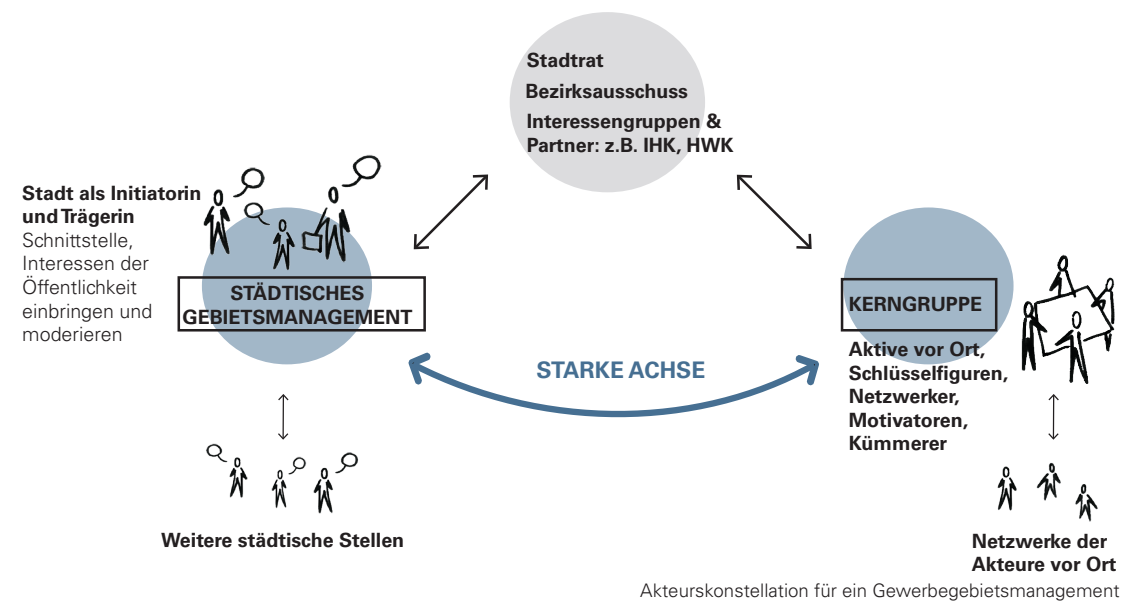 Stadtrat
Bezirksausschuss
Interessengruppen &
Partner: z.B. IHK, HWK
Stadt als Initiatorin
und Trägerin
Schnittstelle,
Interessen der
Öffentlichkeit
einbringen und
moderieren
STÄDTISCHES
GEBIETSMANAGEMENT
KERNGRUPPE
Aktive vor Ort,
Schlüsselfiguren,
Netzwerker,
Motivatoren,
Kümmerer
STARKE ACHSE
Weitere städtische Stellen
Netzwerke der
Akteure vor Ort
Akteurskonstellation für ein Gewerbegebietsmanagement